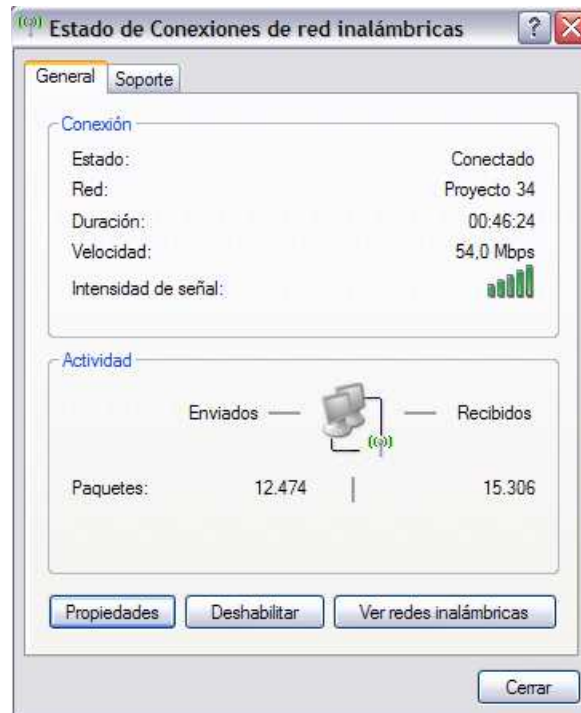 Estado de Conexiones de red inalámbricas
General Soporte
Conexión
Estado: Conectado
Red: Proyecto 34
Duración: 00:46:24
Velocidad: 54,0 Mbps
Intensidad de señal:
Actividad
Enviados Recibidos
Paquetes: 12.474 15.306
Propiedades Deshabilitar Ver redes inalámbricas
Cerrar